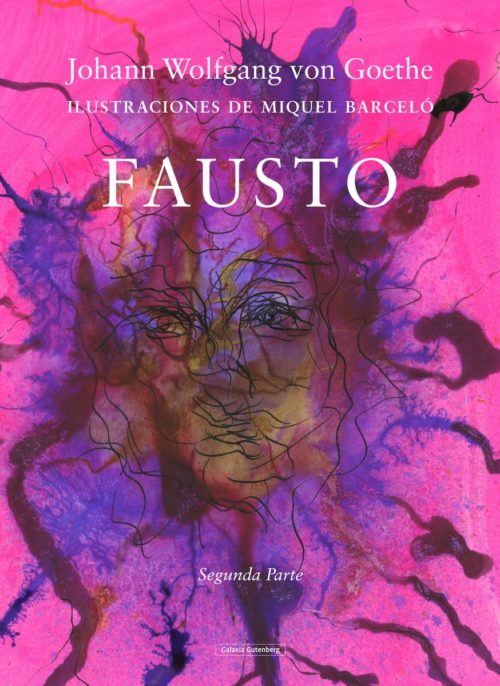 Johann Wolfgang von Goethe
ILUSTRACIONES DE MIQUEL BARCELÓ
FAUSTO
Segunda Parte
Galaxia Gutenberg